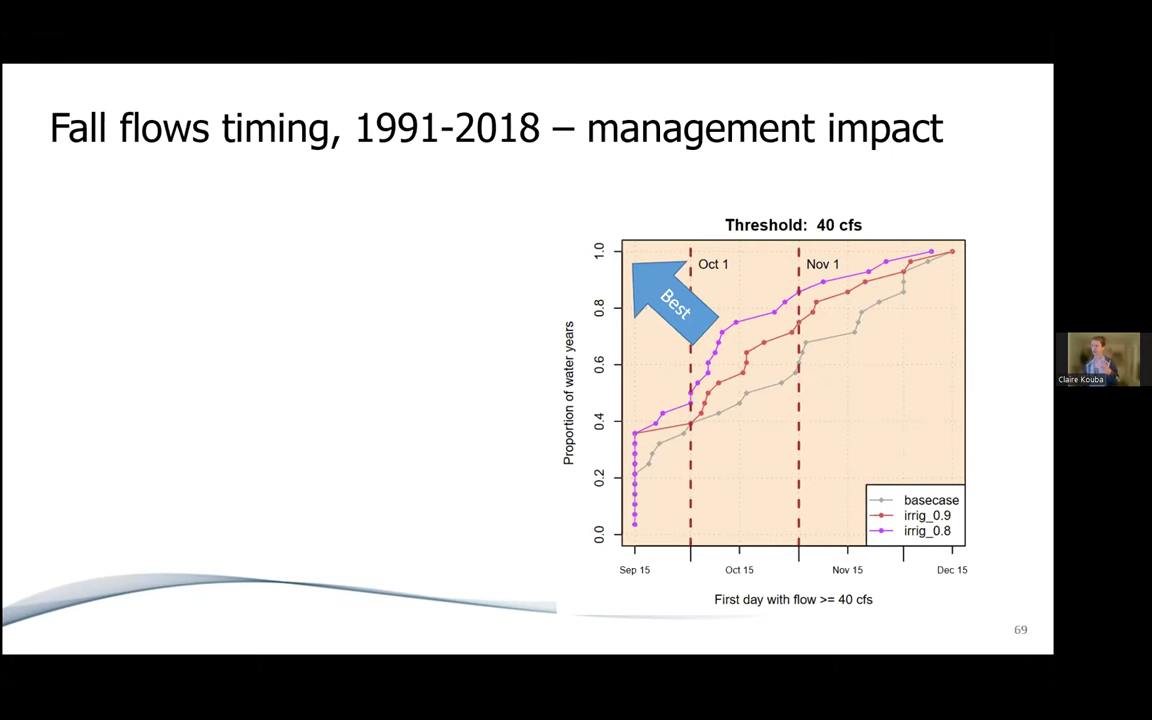 Fall flows timing, 1991-2018 – management impact
Threshold: 40 cfs
Oct 1
Nov 1
Best
Proportion of water years
1.0
0.8
0.6
0.4
0.2
0.0
basecase
irrig_0.9
irrig_0.8
Sep 15
Oct 15
Nov 15
Dec 15
First day with flow >= 40 cfs
69
Claire Kouba